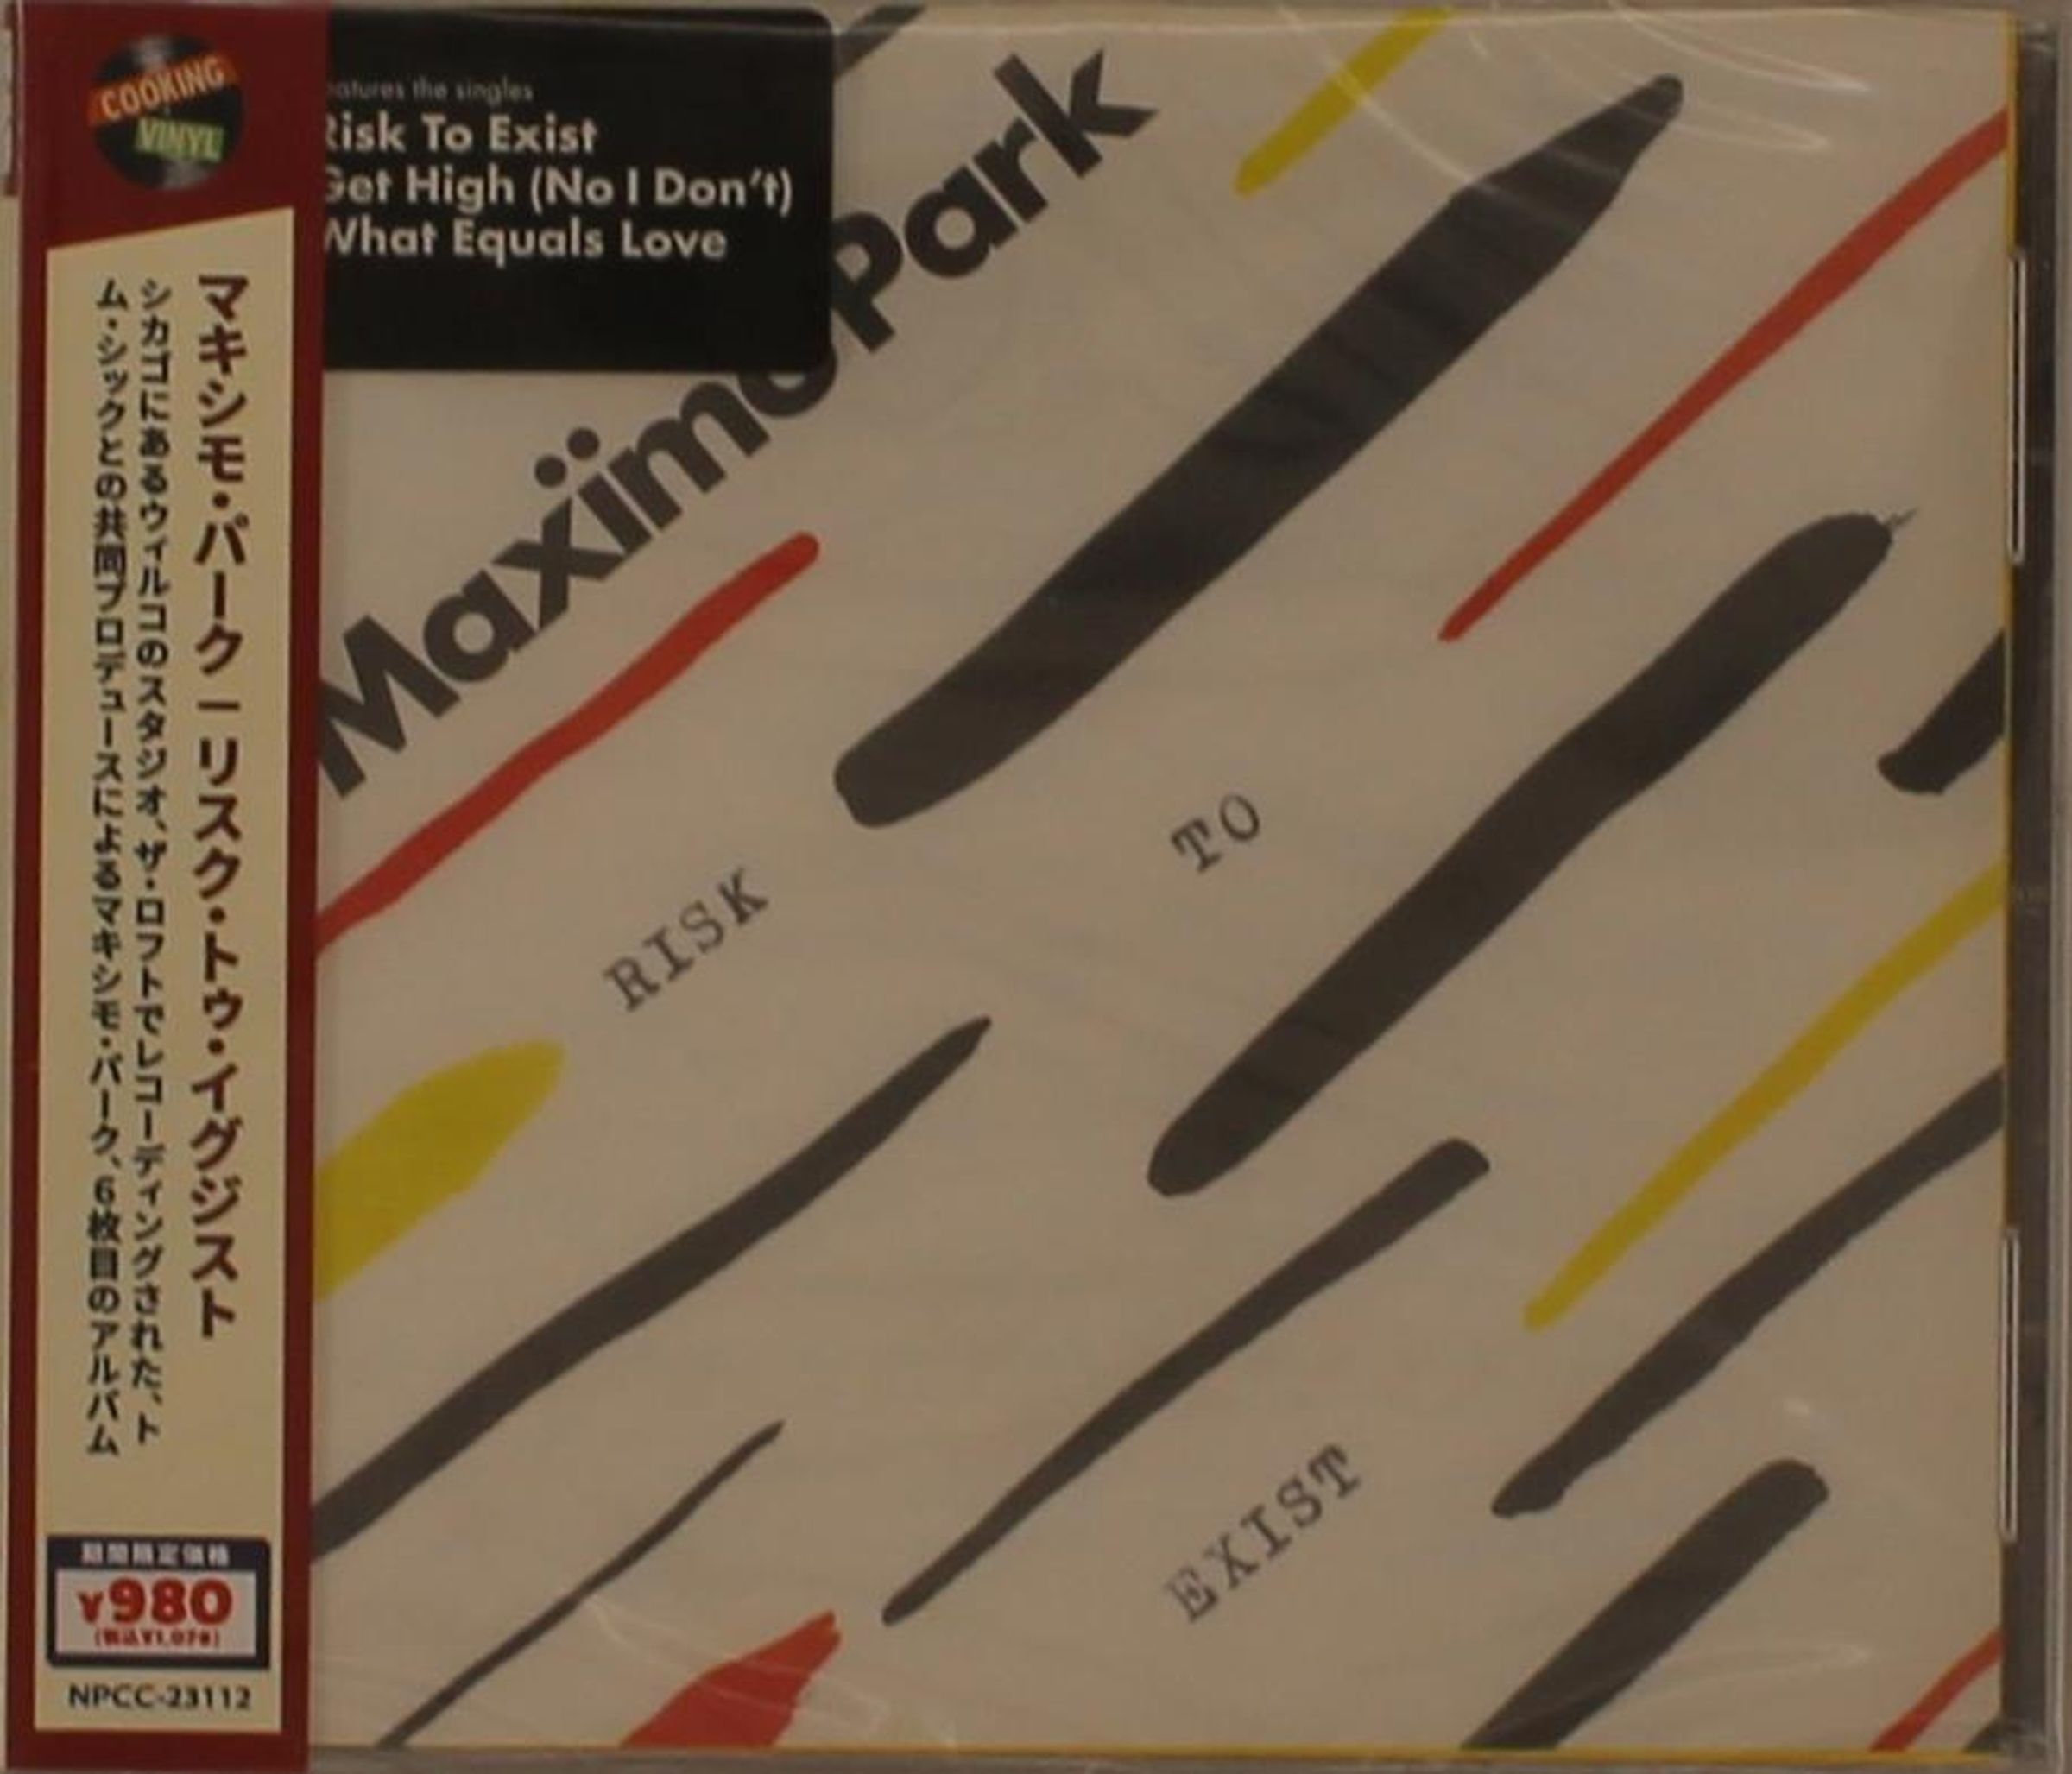 COOKING
VINYL
eatures the singles
Risk To Exist
Get High (No I Don't)
What Equals Love
Maxïmo Park
RISK
TO
EXIST
マキシモ・パーク｜リスク・トゥ・イグジスト
シカゴにあるウィルコのスタジオ、ザ・ロフトでレコーディングされた、ト
ム・シックとの共同プロデュースによるマキシモ・パーク、6枚目のアルバム
期間限定価格
¥980
(税込¥1,078)
NPCC-23112